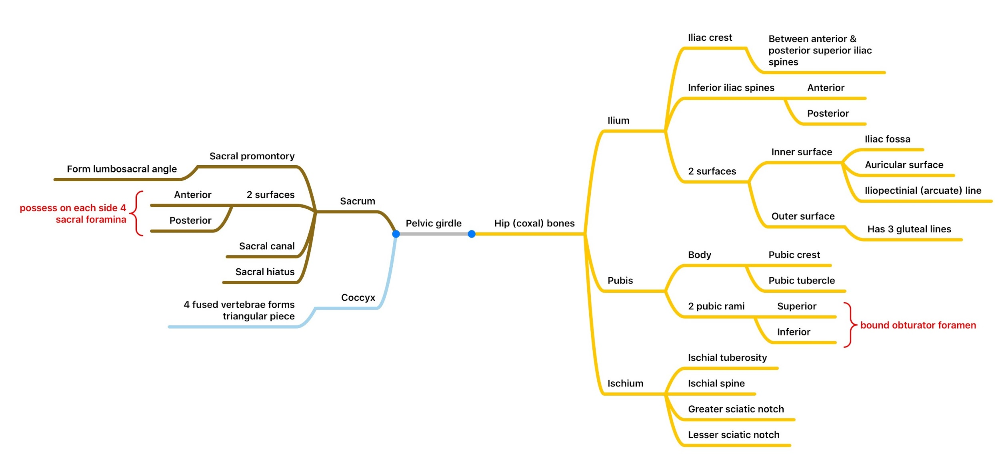 Pelvic girdle
Sacrum
Sacral promontory
Form lumbosacral angle
2 surfaces
Anterior
Posterior
possess on each side 4
sacral foramina
Sacral canal
Sacral hiatus
Coccyx
4 fused vertebrae forms
triangular piece
Hip (coxal) bones
Ilium
Iliac crest
Between anterior &
posterior superior iliac
spines
Inferior iliac spines
Anterior
Posterior
2 surfaces
Inner surface
Iliac fossa
Auricular surface
Iliopectinial (arcuate) line
Outer surface
Has 3 gluteal lines
Pubis
Body
Pubic crest
Pubic tubercle
2 pubic rami
Superior
Inferior
bound obturator foramen
Ischium
Ischial tuberosity
Ischial spine
Greater sciatic notch
Lesser sciatic notch